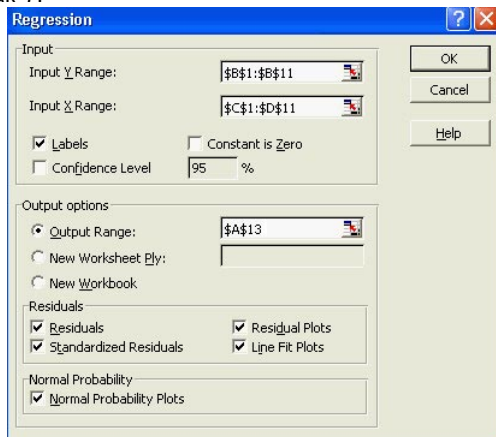 Regression
Input
Input Y Range:
$B$1:$B$11
Input X Range:
$C$1:$D$11
Labels
Constant is Zero
Confidence Level
95 %
OK
Cancel
Help
Output options
Output Range:
$A$13
New Worksheet Ply:
New Workbook
Residuals
Residuals
Residual Plots
Standardized Residuals
Line Fit Plots
Normal Probability
Normal Probability Plots